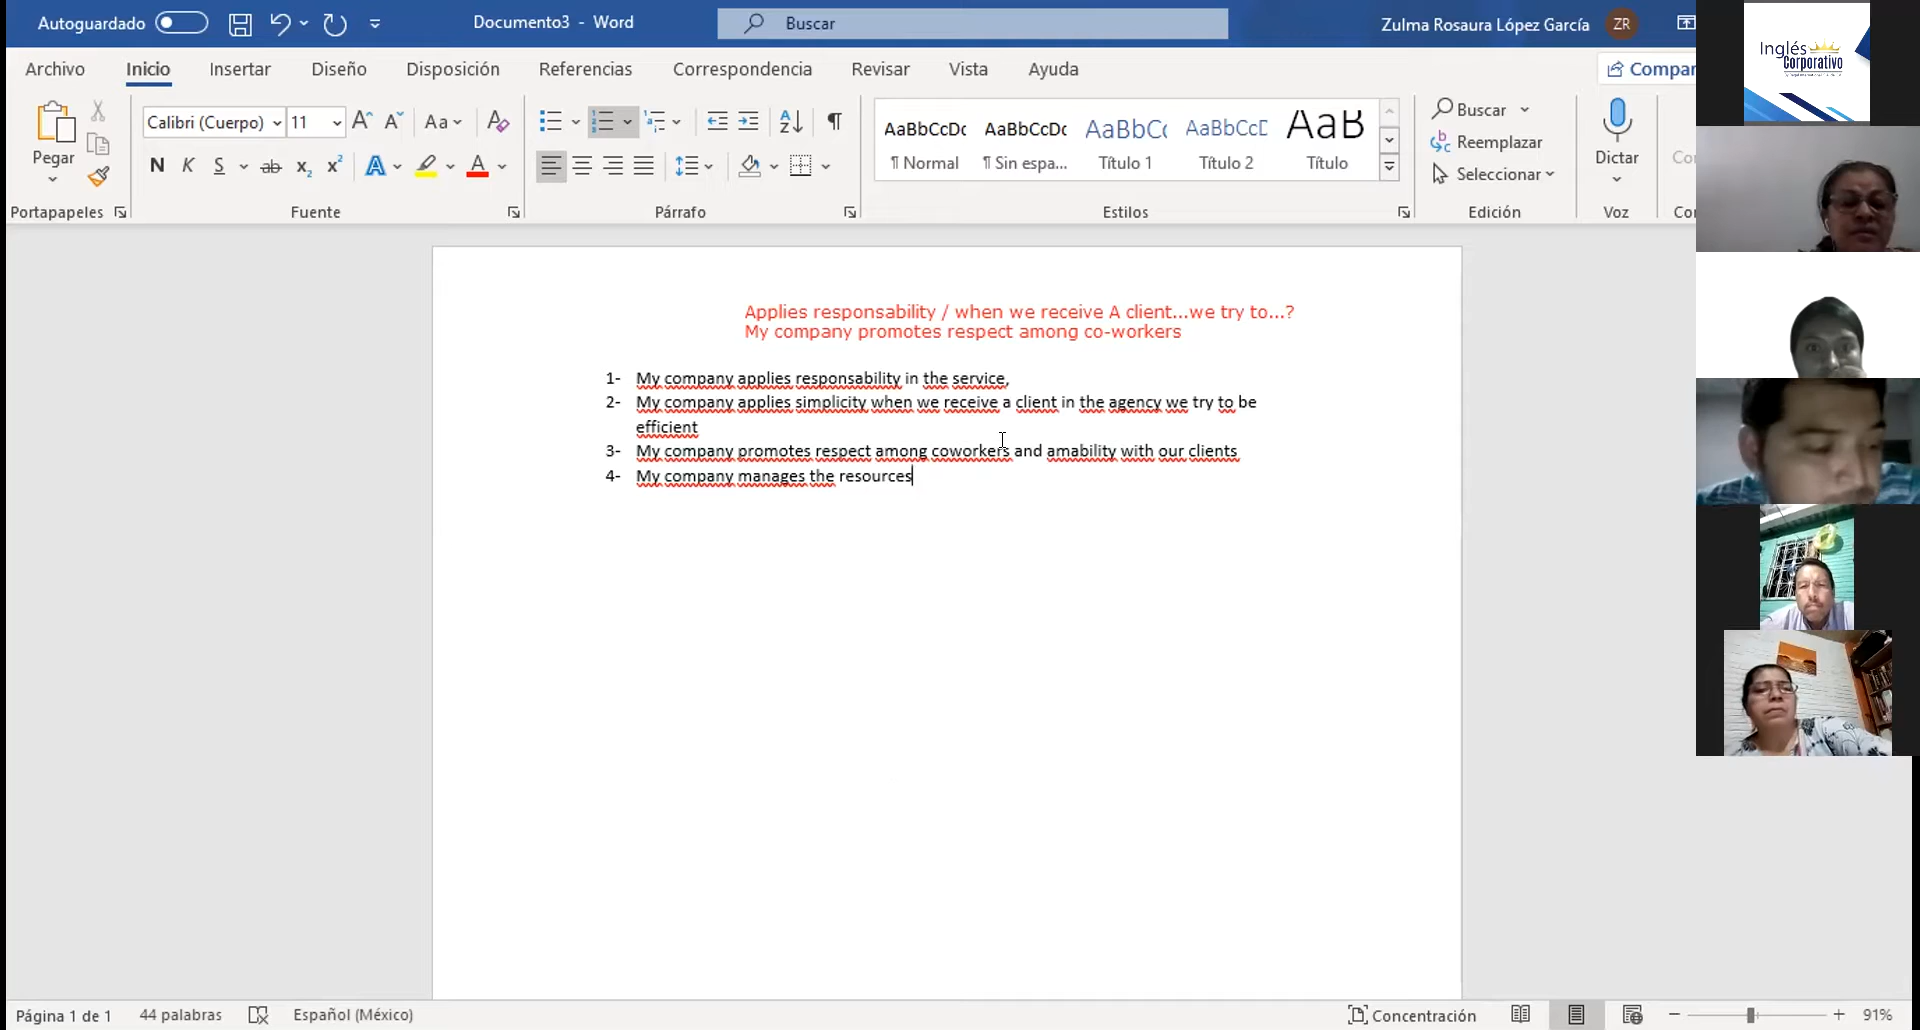 Autoguardado
Documento3 - Word
Buscar
Zulma Rosaura López García
ZR
Archivo
Inicio
Insertar
Diseño
Disposición
Referencias
Correspondencia
Revisar
Vista
Ayuda
Compar
Inglés
Corporativo
Pegar
Calibri (Cuerpo)
11
Aa
N K S ab x₂ x² A A
AaBbCcDc
¶ Normal
AaBbCcDc
¶ Sin espa...
AaBbCc
Título 1
AaBbCcD
Título 2
AaB
Título
Buscar
Reemplazar
Seleccionar
Dictar
Co
Portapapeles
Fuente
Párrafo
Estilos
Edición
Voz
Co
Applies responsability / when we receive A client...we try to...?
My company promotes respect among co-workers
1- My company applies responsability in the service,
2- My company applies simplicity when we receive a client in the agency we try to be
efficient
3- My company promotes respect among coworkers and amability with our clients
4- My company manages the resources
Página 1 de 1
44 palabras
Español (México)
Concentración
91%